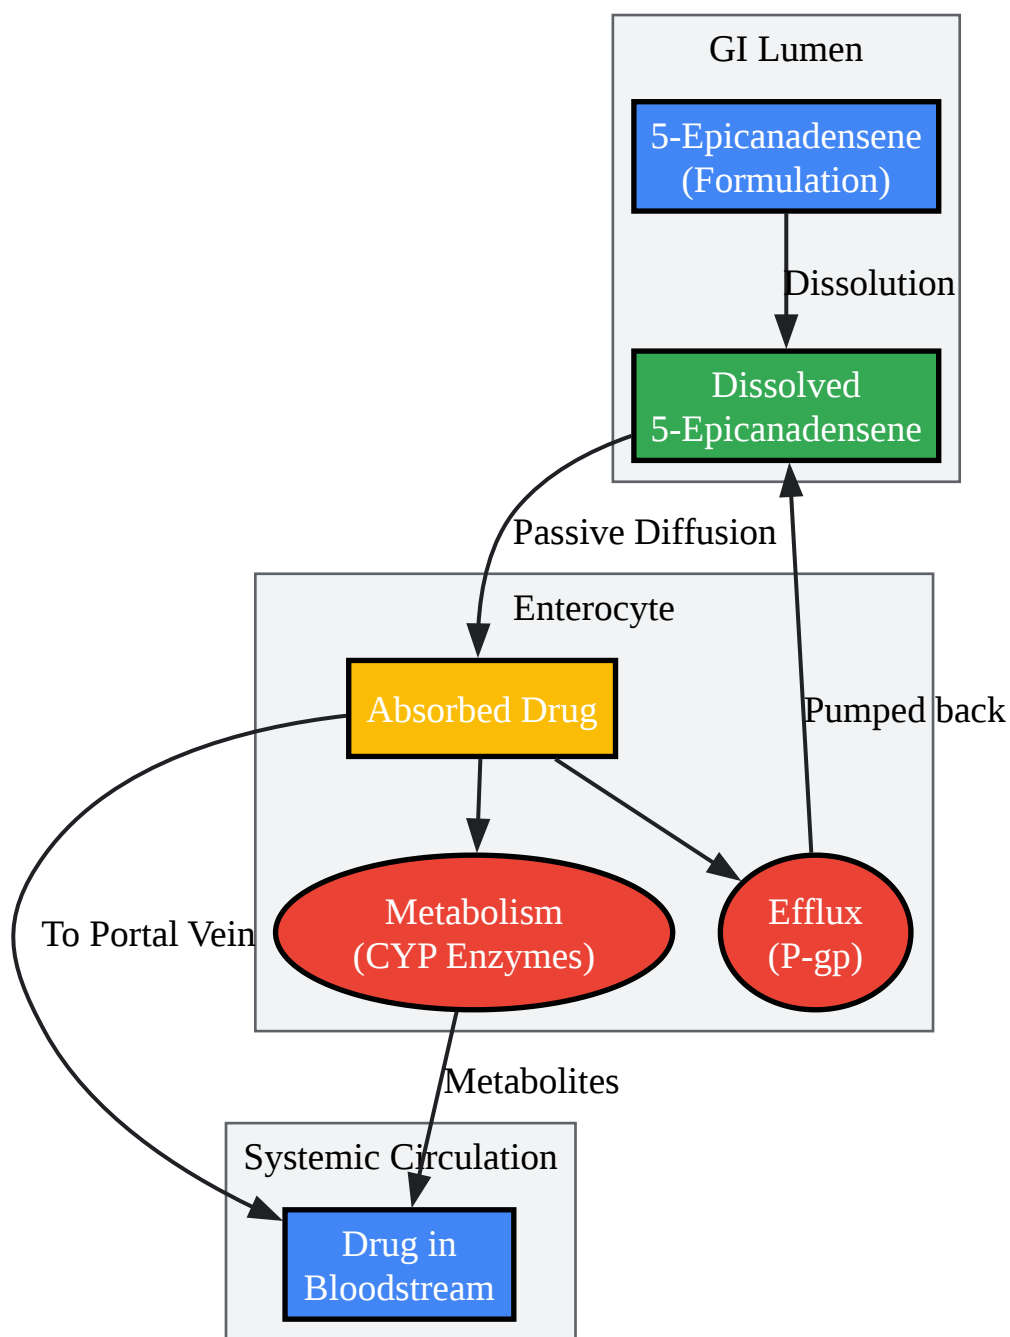 GI Lumen
5-Epicanadensene
(Formulation)
Dissolution
Dissolved
5-Epicanadensene
Passive Diffusion
Enterocyte
Absorbed Drug
Pumped back
Metabolism
(CYP Enzymes)
Efflux
(P-gp)
To Portal Vein
Metabolites
Systemic Circulation
Drug in
Bloodstream